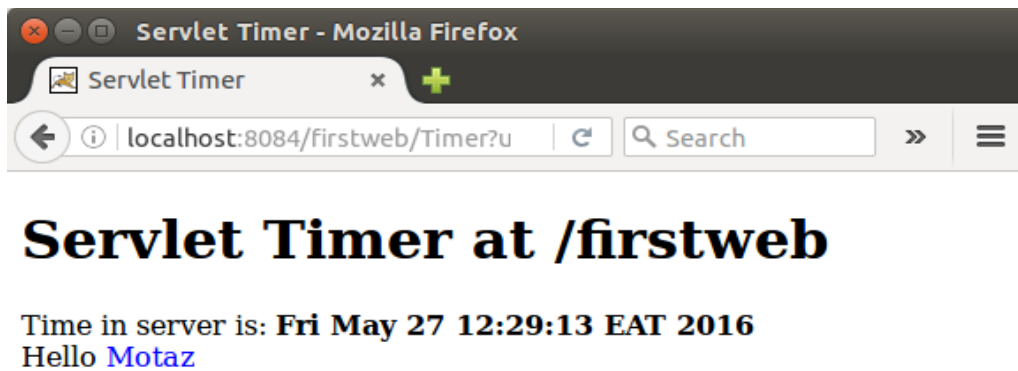 Servlet Timer - Mozilla Firefox
Servlet Timer
localhost:8084/firstweb/Timer?u
Search
Servlet Timer at /firstweb
Time in server is: Fri May 27 12:29:13 EAT 2016
Hello Motaz